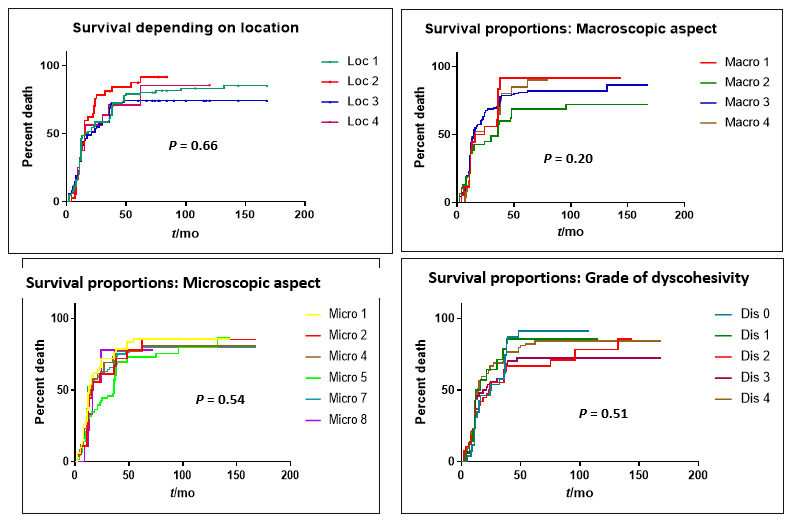 Survival depending on location
Percent death
100
50
0
0 50 100 150 200
t/mo
P = 0.66
Loc 1
Loc 2
Loc 3
Loc 4
Survival proportions: Macroscopic aspect
Percent death
100
50
0
0 50 100 150 200
t/mo
P = 0.20
Macro 1
Macro 2
Macro 3
Macro 4
Survival proportions: Microscopic aspect
Percent death
100
50
0
0 50 100 150 200
t/mo
P = 0.54
Micro 1
Micro 2
Micro 4
Micro 5
Micro 7
Micro 8
Survival proportions: Grade of dyscohesivity
Percent death
100
50
0
0 50 100 150 200
t/mo
P = 0.51
Dis 0
Dis 1
Dis 2
Dis 3
Dis 4